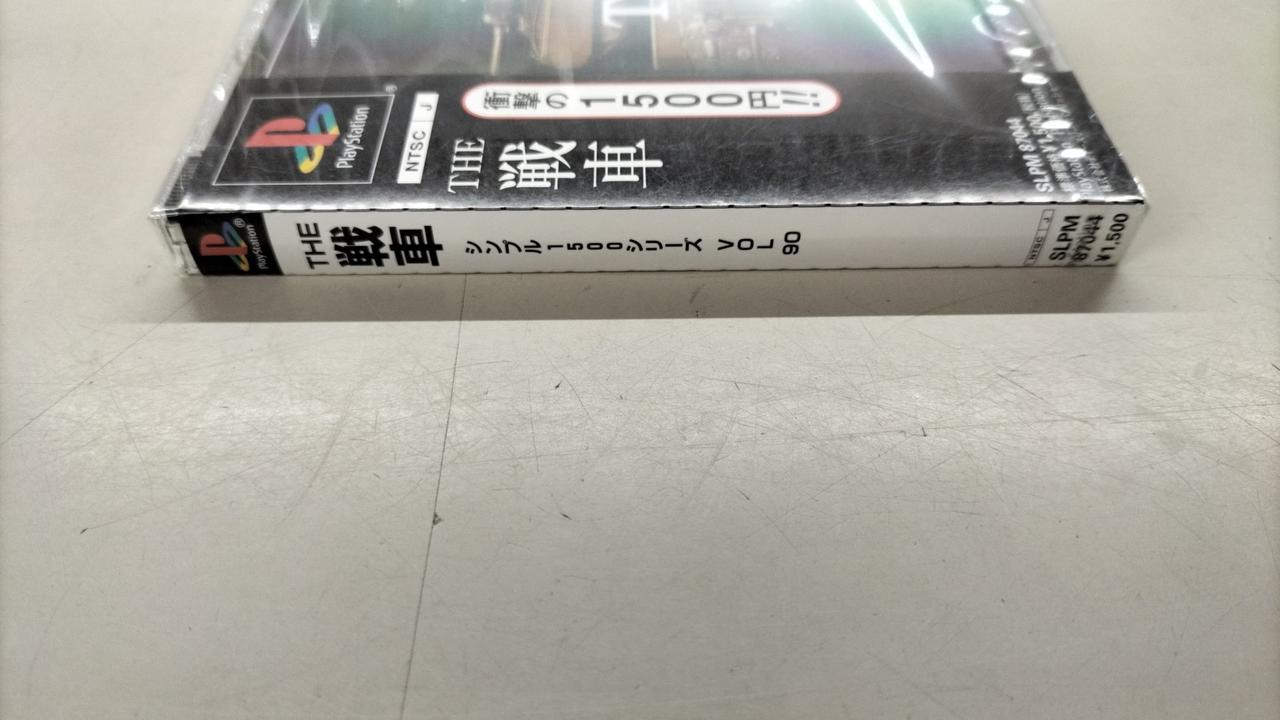 PlayStation
NTSC J
衝撃の1500円!!
THE
戦車
SLPM 87044
PlayStation
THE
戦車
シンプル1500シリーズ VOL.90
NTSC J
SLPM
87044
¥1,500